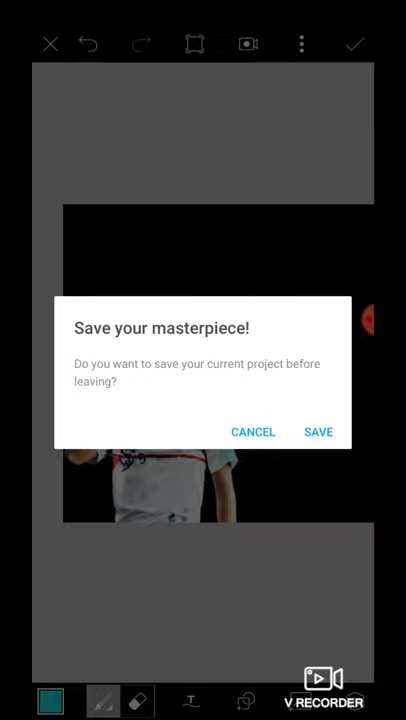 Save your masterpiece!
Do you want to save your current project before
leaving?
CANCEL SAVE
T
V RECORDER